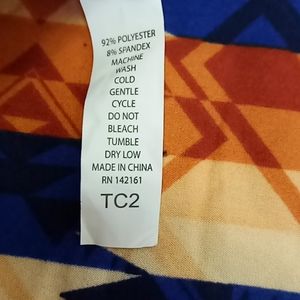 92% POLYESTER
8% SPANDEX
MACHINE
WASH
COLD
GENTLE
CYCLE
DO NOT
BLEACH
TUMBLE
DRY LOW
MADE IN CHINA
RN 142161
TC2